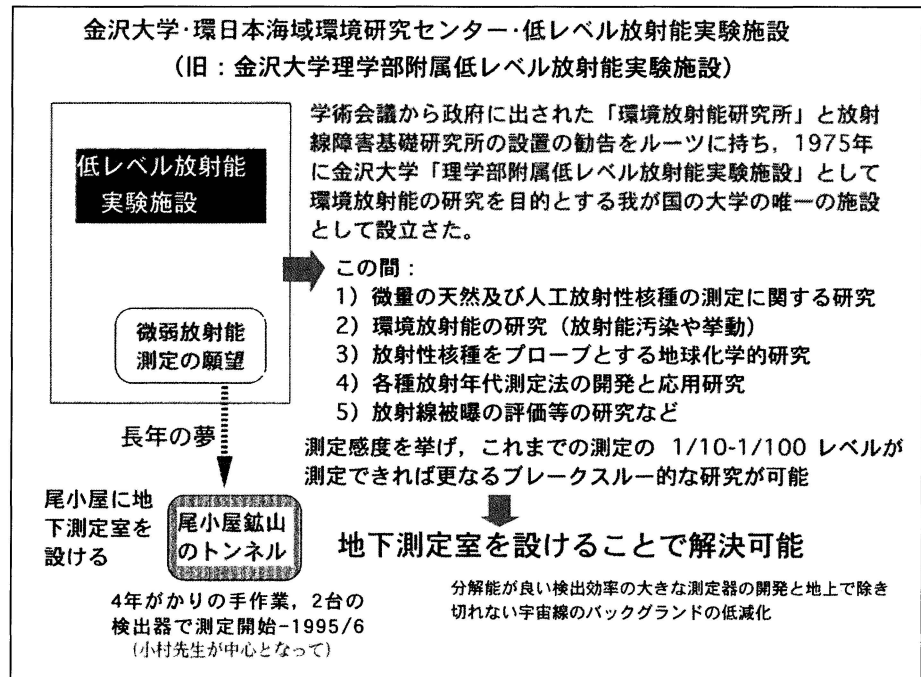 金沢大学･環日本海域環境研究センター･低レベル放射能実験施設
（旧：金沢大学理学部附属低レベル放射能実験施設）
低レベル放射能
実験施設
微弱放射能
測定の願望
長年の夢
尾小屋に地
下測定室を
設ける
尾小屋鉱山
のトンネル
4年がかりの手作業，2台の
検出器で測定開始-1995/6
（小村先生が中心となって）
学術会議から政府に出された「環境放射能研究所」と放射
線障害基礎研究所の設置の勧告をルーツに持ち，1975年
に金沢大学「理学部附属低レベル放射能実験施設」として
環境放射能の研究を目的とする我が国の大学の唯一の施設
として設立さた。
この間：
1）微量の天然及び人工放射性核種の測定に関する研究
2）環境放射能の研究（放射能汚染や挙動）
3）放射性核種をプローブとする地球化学的研究
4）各種放射年代測定法の開発と応用研究
5）放射線被曝の評価等の研究など
測定感度を挙げ，これまでの測定の 1/10-1/100 レベルが
測定できれば更なるブレークスルー的な研究が可能
地下測定室を設けることで解決可能
分解能が良い検出効率の大きな測定器の開発と地上で除き
切れない宇宙線のバックグランドの低減化